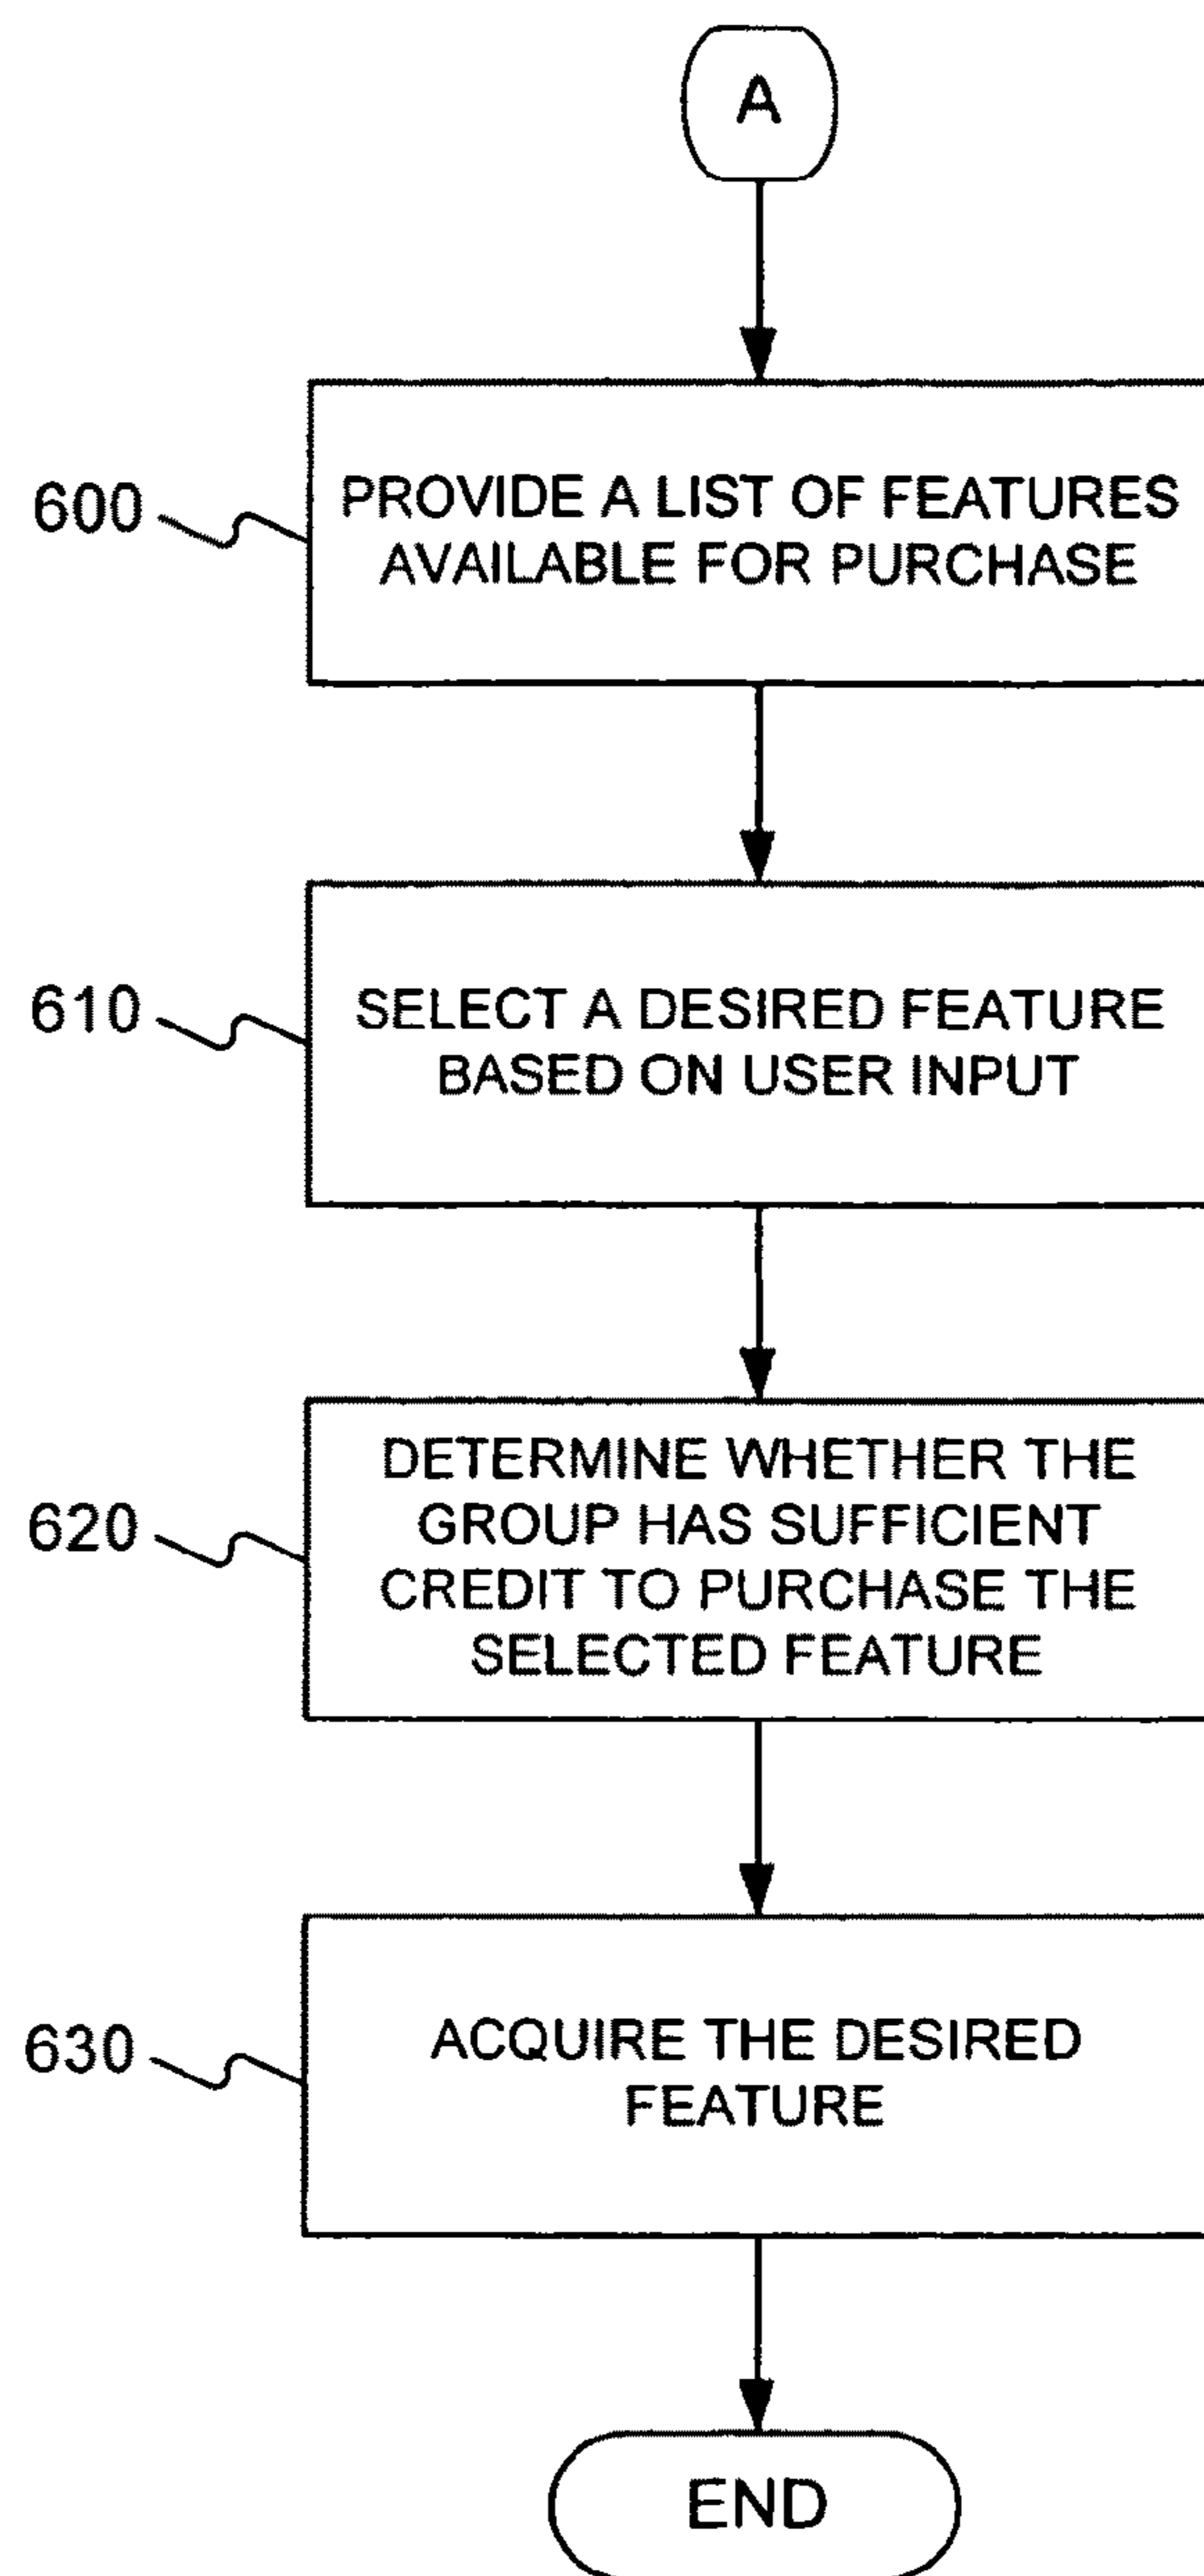 A
600
PROVIDE A LIST OF FEATURES
AVAILABLE FOR PURCHASE
610
SELECT A DESIRED FEATURE
BASED ON USER INPUT
620
DETERMINE WHETHER THE
GROUP HAS SUFFICIENT
CREDIT TO PURCHASE THE
SELECTED FEATURE
630
ACQUIRE THE DESIRED
FEATURE
END